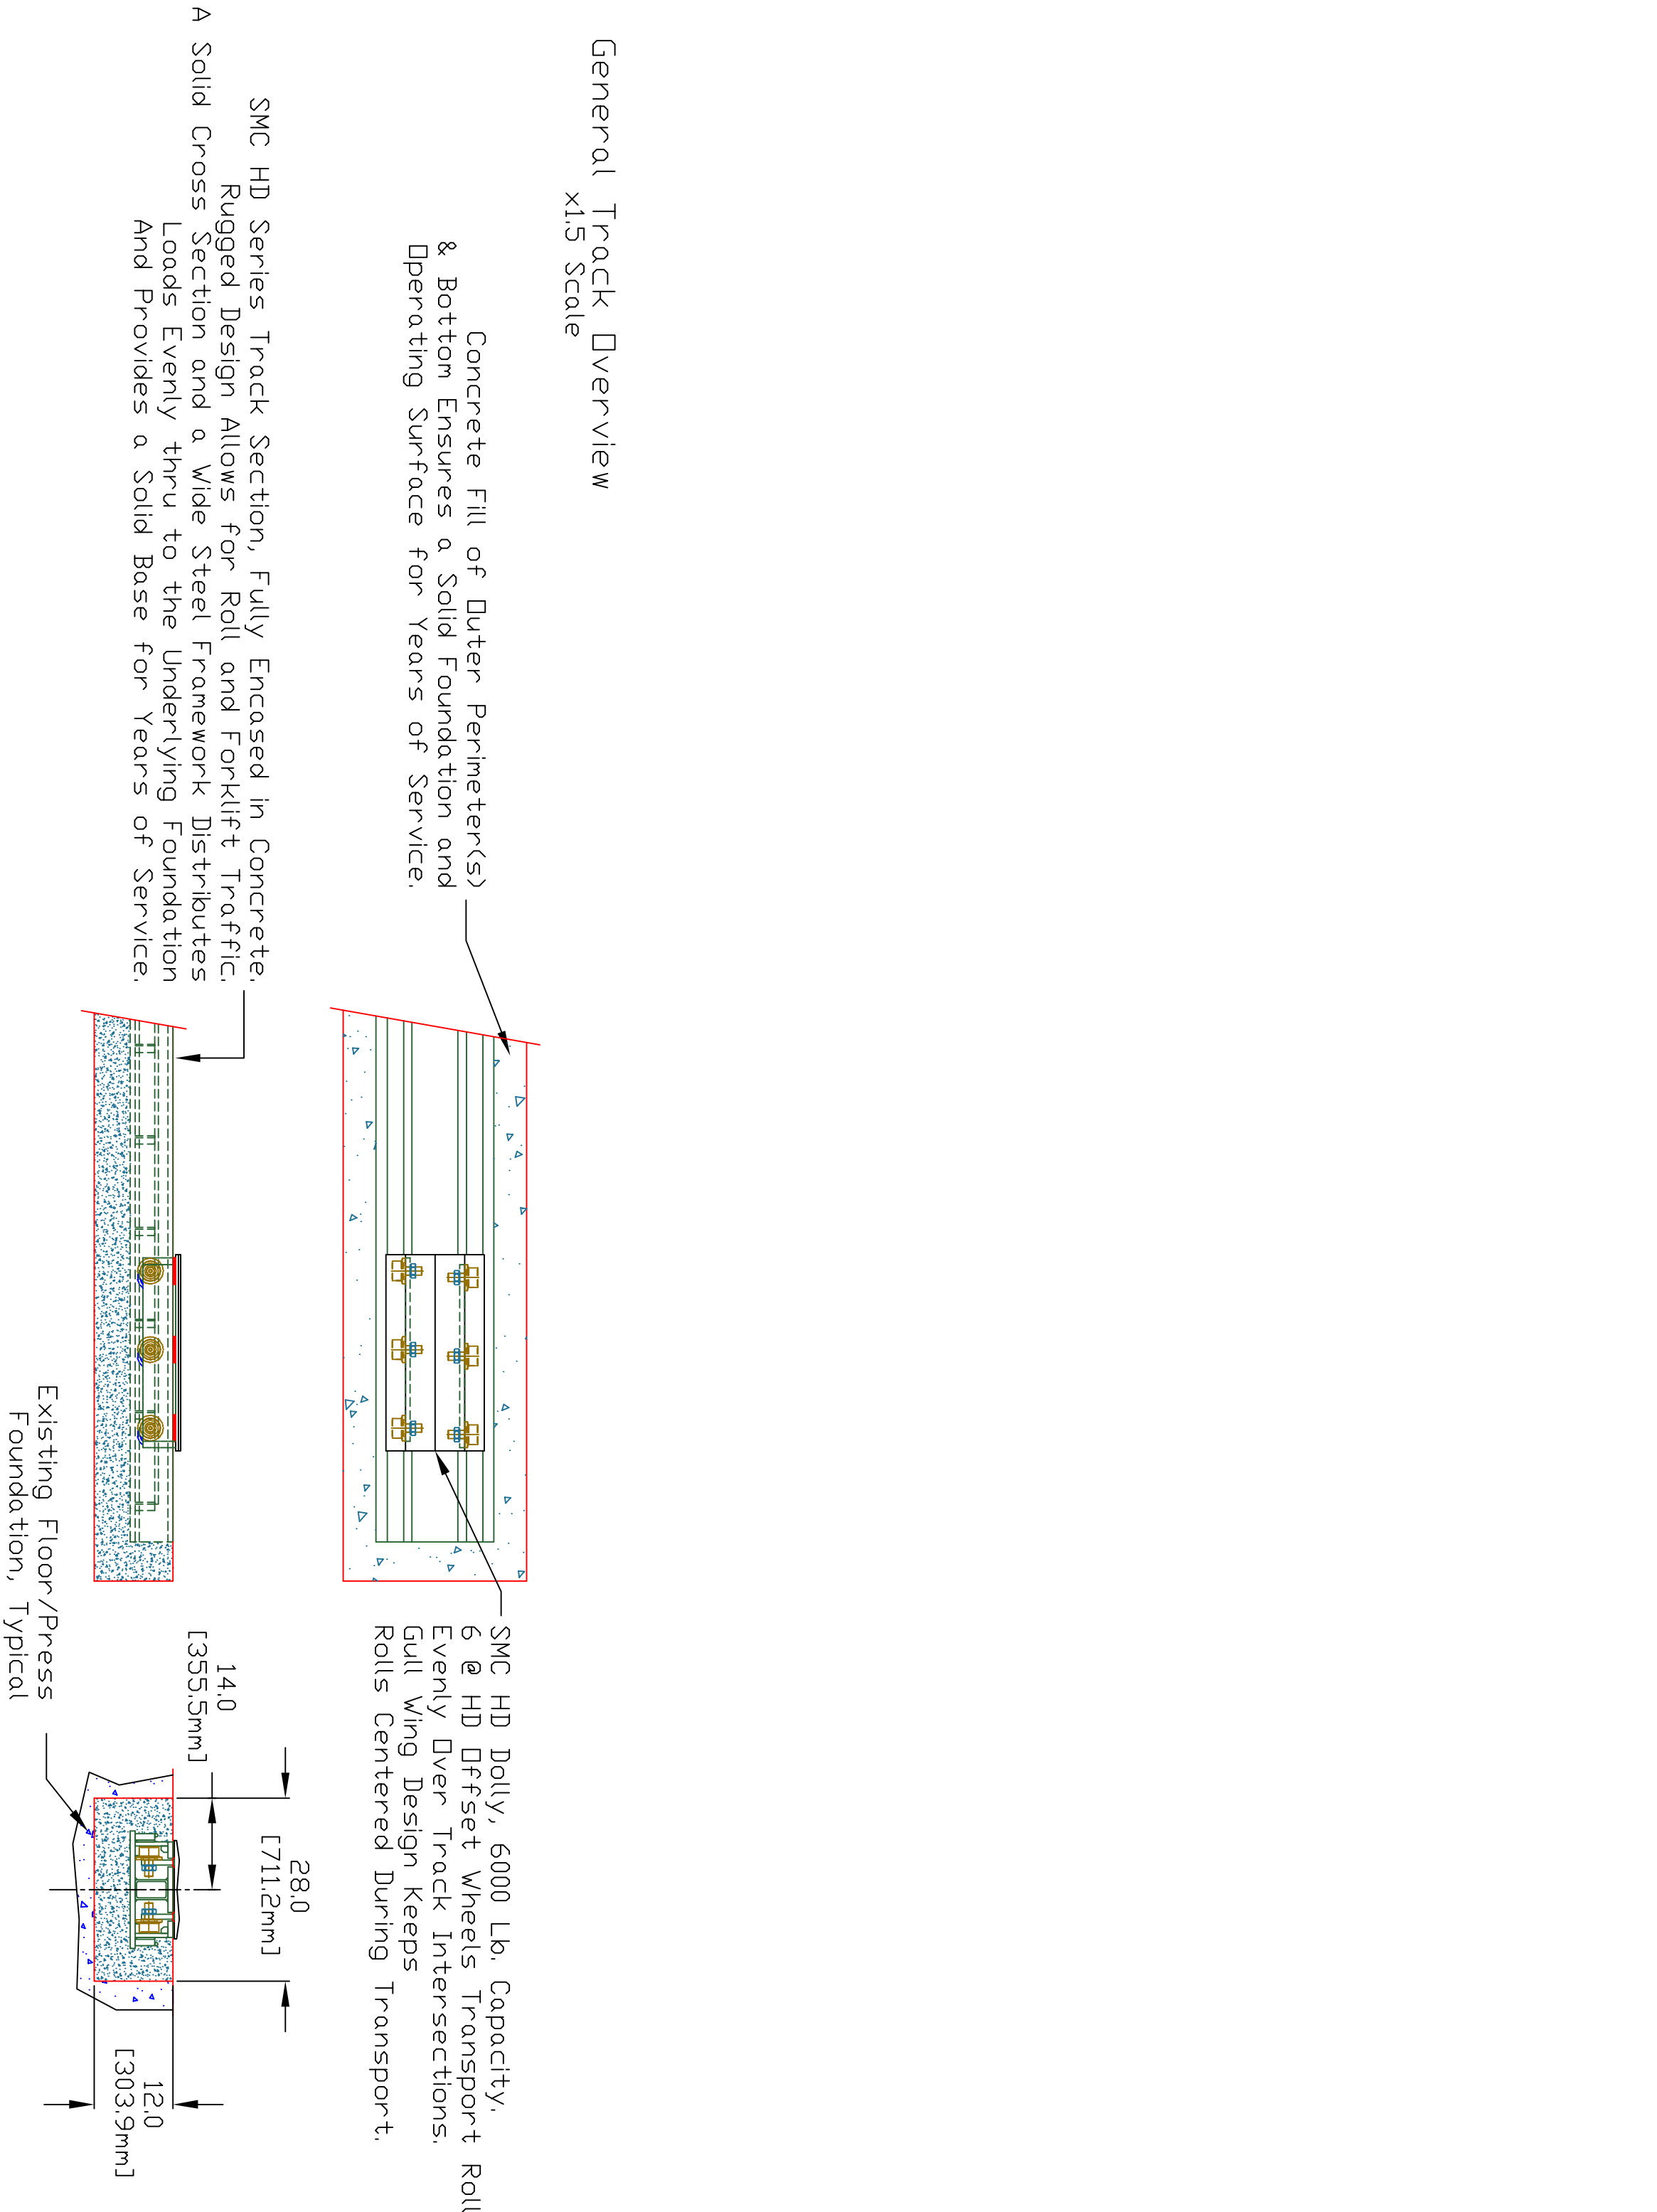 General Track Overview
x1.5 Scale
Concrete Fill of Outer Perimeter(s)
& Bottom Ensures a Solid Foundation and
Operating Surface for Years of Service.
SMC HD Dolly, 6000 Lb. Capacity.
6 @ HD Offset Wheels Transport Roll
Evenly Over Track Intersections.
Gull Wing Design Keeps
Rolls Centered During Transport.
SMC HD Series Track Section, Fully Encased in Concrete.
Rugged Design Allows for Roll and Forklift Traffic.
A Solid Cross Section and a Wide Steel Framework Distributes
Loads Evenly thru to the Underlying Foundation
And Provides a Solid Base for Years of Service.
28.0
[711.2mm]
14.0
[355.5mm]
12.0
[303.9mm]
Existing Floor/Press
Foundation, Typical